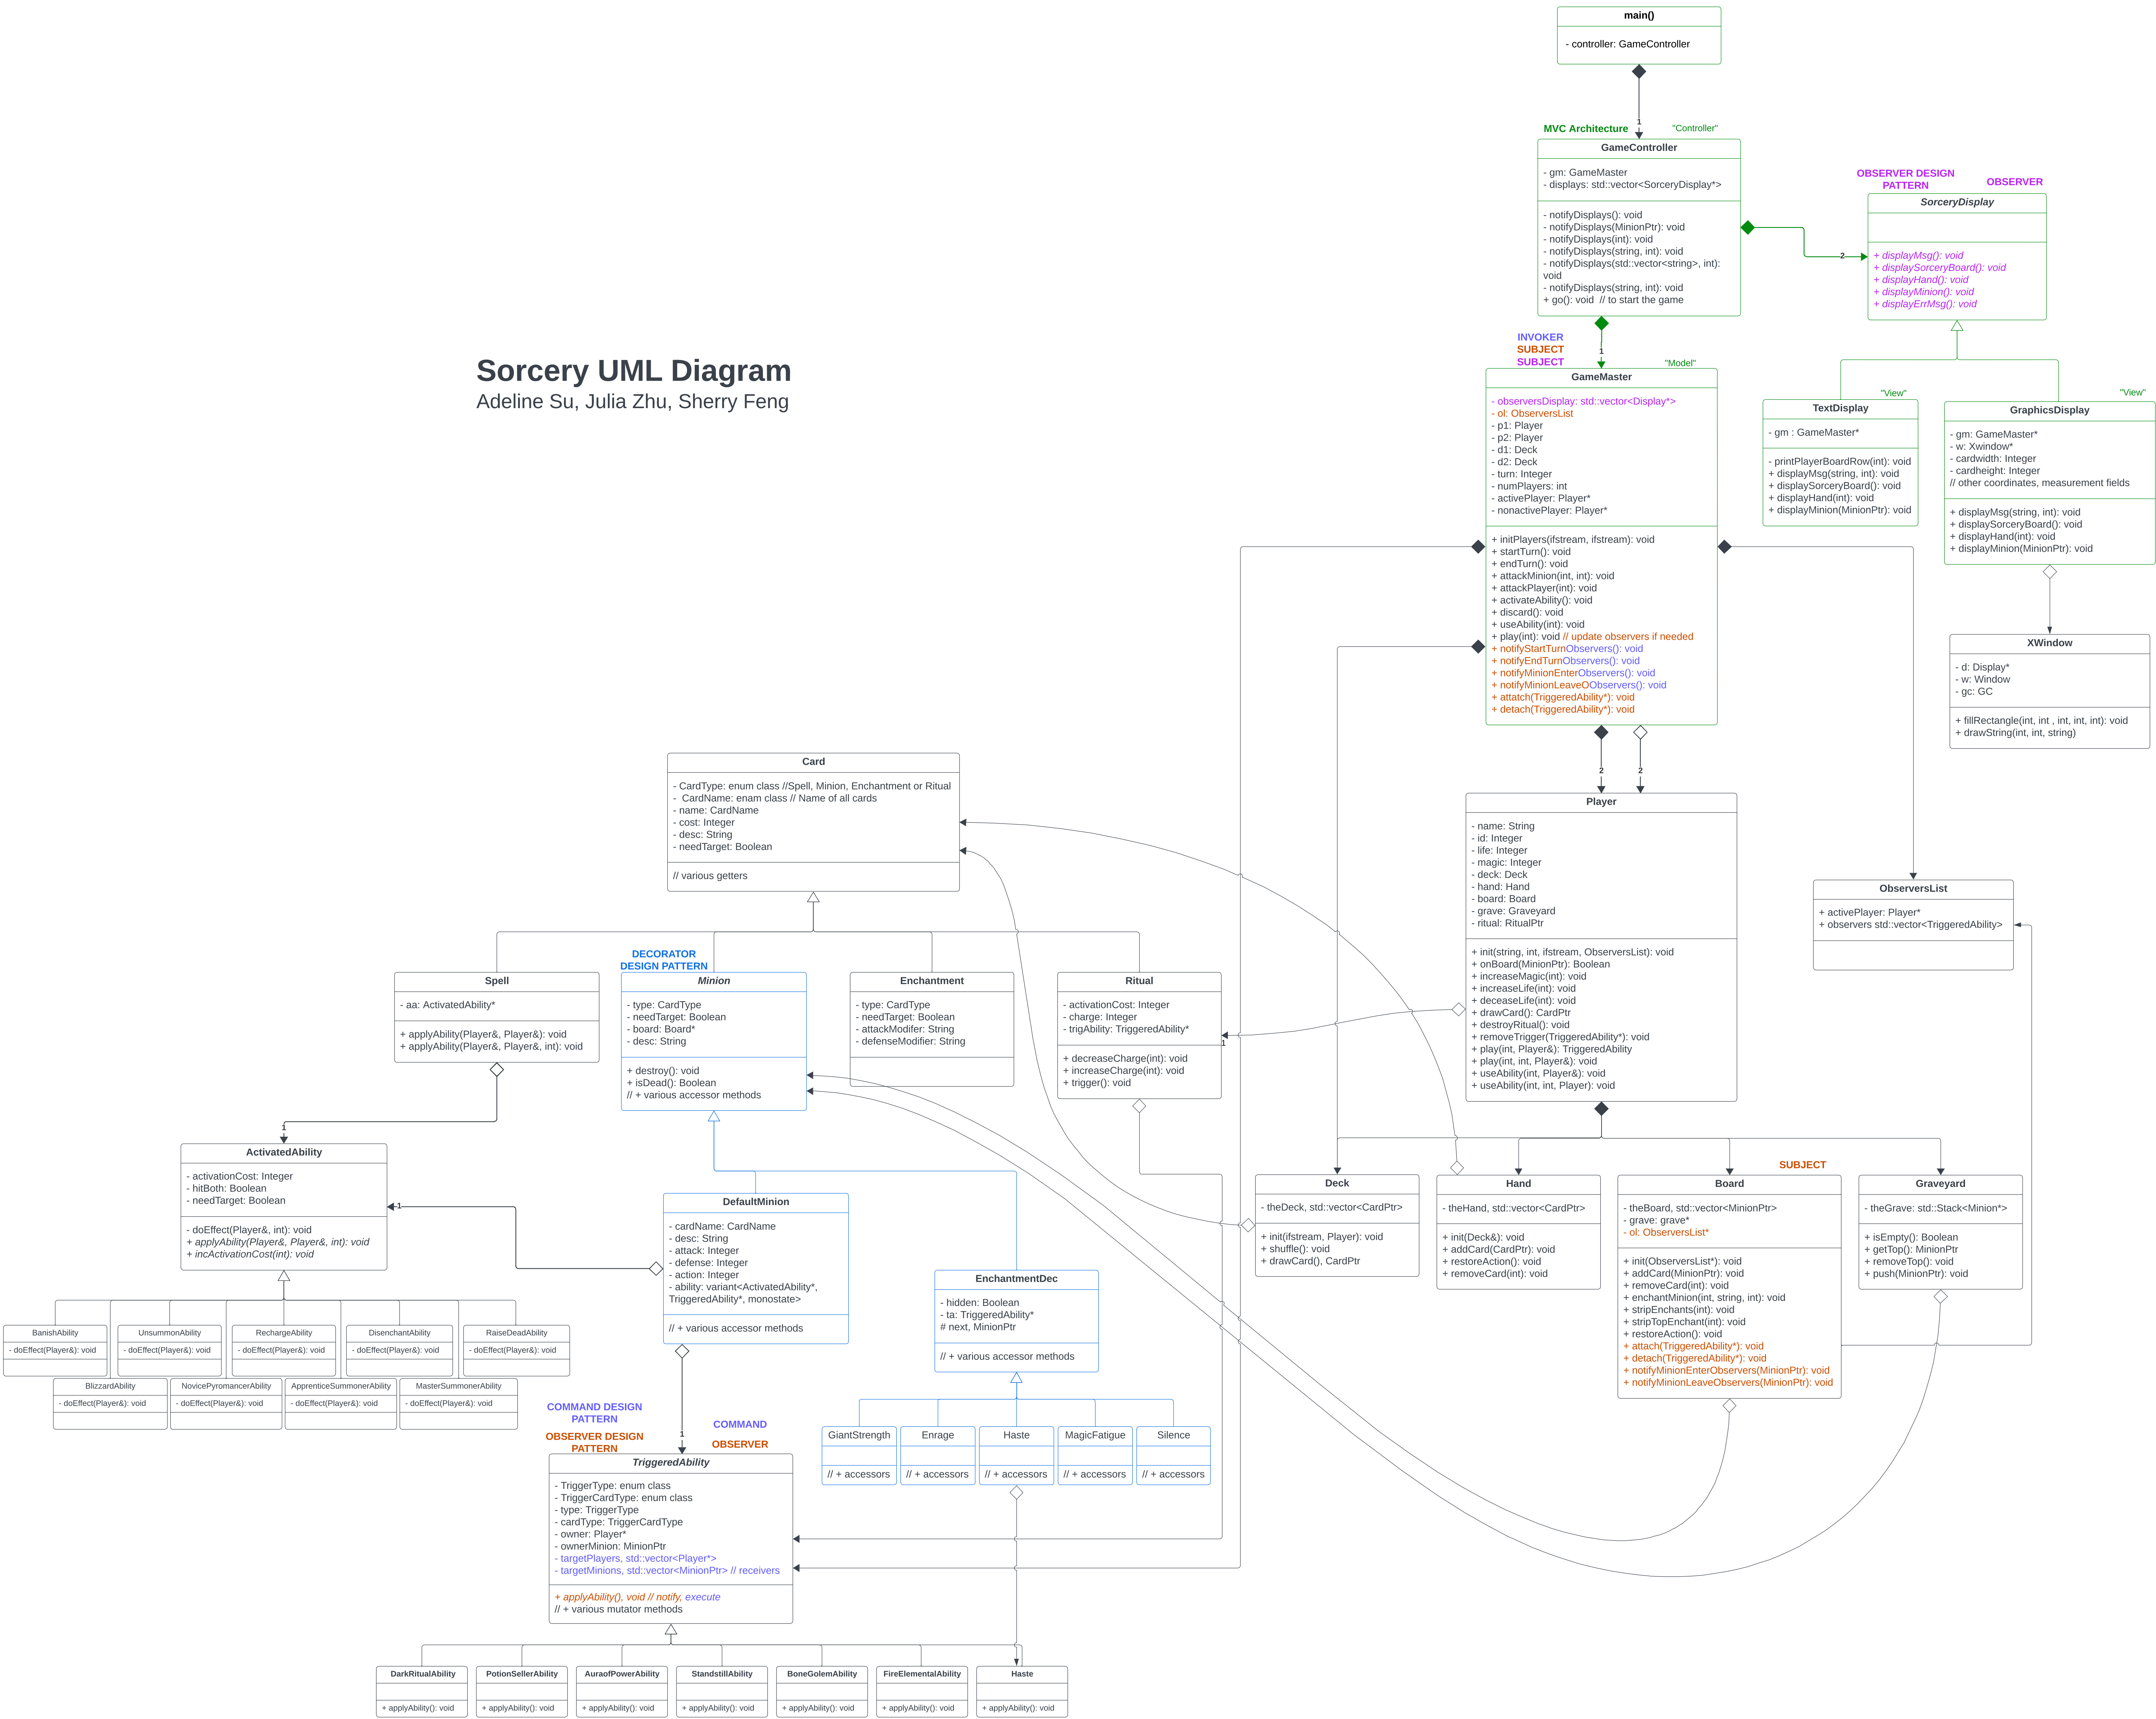 main()
- controller: GameController
1
MVC Architecture
"Controller"
GameController
- gm: GameMaster
- displays: std::vector<SorceryDisplay*>
- notifyDisplays(): void
- notifyDisplays(MinionPtr): void
- notifyDisplays(int): void
- notifyDisplays(string, int): void
- notifyDisplays(std::vector<string>, int):
void
- notifyDisplays(string, int): void
+ go(): void  // to start the game
OBSERVER DESIGN
PATTERN
OBSERVER
SorceryDisplay
2
+ displayMsg(): void
+ displaySorceryBoard(): void
+ displayHand(): void
+ displayMinion(): void
+ displayErrMsg(): void
Sorcery UML Diagram
Adeline Su, Julia Zhu, Sherry Feng
INVOKER
SUBJECT
SUBJECT
1
"Model"
GameMaster
- observersDisplay: std::vector<Display*>
- ol: ObserversList
- p1: Player
- p2: Player
- d1: Deck
- d2: Deck
- turn: Integer
- numPlayers: int
- activePlayer: Player*
- nonactivePlayer: Player*
+ initPlayers(ifstream, ifstream): void
+ startTurn(): void
+ endTurn(): void
+ attackMinion(int, int): void
+ attackPlayer(int): void
+ activateAbility(): void
+ discard(): void
+ useAbility(int): void
+ play(int): void // update observers if needed
+ notifyStartTurnObservers(): void
+ notifyEndTurnObservers(): void
+ notifyMinionEnterObservers(): void
+ notifyMinionLeaveOObservers(): void
+ attatch(TriggeredAbility*): void
+ detach(TriggeredAbility*): void
"View"
TextDisplay
- gm : GameMaster*
- printPlayerBoardRow(int): void
+ displayMsg(string, int): void
+ displaySorceryBoard(): void
+ displayHand(int): void
+ displayMinion(MinionPtr): void
"View"
GraphicsDisplay
- gm: GameMaster*
- w: Xwindow*
- cardwidth: Integer
- cardheight: Integer
// other coordinates, measurement fields
+ displayMsg(string, int): void
+ displaySorceryBoard(): void
+ displayHand(int): void
+ displayMinion(MinionPtr): void
XWindow
- d: Display*
- w: Window
- gc: GC
+ fillRectangle(int, int , int, int, int): void
+ drawString(int, int, string)
Card
- CardType: enum class //Spell, Minion, Enchantment or Ritual
-  CardName: enam class // Name of all cards
- name: CardName
- cost: Integer
- desc: String
- needTarget: Boolean
// various getters
2
2
Player
- name: String
- id: Integer
- life: Integer
- magic: Integer
- deck: Deck
- hand: Hand
- board: Board
- grave: Graveyard
- ritual: RitualPtr
+ init(string, int, ifstream, ObserversList): void
+ onBoard(MinionPtr): Boolean
+ increaseMagic(int): void
+ increaseLife(int): void
+ deceaseLife(int): void
+ drawCard(): CardPtr
+ destroyRitual(): void
+ removeTrigger(TriggeredAbility*): void
+ play(int, Player&): TriggeredAbility
+ play(int, int, Player&): void
+ useAbility(int, Player&): void
+ useAbility(int, int, Player): void
ObserversList
+ activePlayer: Player*
+ observers std::vector<TriggeredAbility>
Spell
- aa: ActivatedAbility*
+ applyAbility(Player&, Player&): void
+ applyAbility(Player&, Player&, int): void
DECORATOR
DESIGN PATTERN
Minion
- type: CardType
- needTarget: Boolean
- board: Board*
- desc: String
+ destroy(): void
+ isDead(): Boolean
// + various accessor methods
Enchantment
- type: CardType
- needTarget: Boolean
- attackModifer: String
- defenseModifier: String
Ritual
- activationCost: Integer
- charge: Integer
- trigAbility: TriggeredAbility*
+ decreaseCharge(int): void
+ increaseCharge(int): void
+ trigger(): void
1
1
ActivatedAbility
- activationCost: Integer
- hitBoth: Boolean
- needTarget: Boolean
- doEffect(Player&, int): void
+ applyAbility(Player&, Player&, int): void
+ incActivationCost(int): void
1
DefaultMinion
- cardName: CardName
- desc: String
- attack: Integer
- defense: Integer
- action: Integer
- ability: variant<ActivatedAbility*,
TriggeredAbility*, monostate>
// + various accessor methods
EnchantmentDec
- hidden: Boolean
- ta: TriggeredAbility*
# next, MinionPtr
// + various accessor methods
Deck
- theDeck, std::vector<CardPtr>
+ init(ifstream, Player): void
+ shuffle(): void
+ drawCard(), CardPtr
Hand
- theHand, std::vector<CardPtr>
+ init(Deck&): void
+ addCard(CardPtr): void
+ restoreAction(): void
+ removeCard(int): void
SUBJECT
Board
- theBoard, std::vector<MinionPtr>
- grave: grave*
- ol: ObserversList*
+ init(ObserversList*): void
+ addCard(MinionPtr): void
+ removeCard(int): void
+ enchantMinion(int, string, int): void
+ stripEnchants(int): void
+ stripTopEnchant(int): void
+ restoreAction(): void
+ attach(TriggeredAbility*): void
+ detach(TriggeredAbility*): void
+ notifyMinionEnterObservers(MinionPtr): void
+ notifyMinionLeaveObservers(MinionPtr): void
Graveyard
- theGrave: std::Stack<Minion*>
+ isEmpty(): Boolean
+ getTop(): MinionPtr
+ removeTop(): void
+ push(MinionPtr): void
BanishAbility
- doEffect(Player&): void
UnsummonAbility
- doEffect(Player&): void
RechargeAbility
- doEffect(Player&): void
DisenchantAbility
- doEffect(Player&): void
RaiseDeadAbility
- doEffect(Player&): void
BlizzardAbility
- doEffect(Player&): void
NovicePyromancerAbility
- doEffect(Player&): void
ApprenticeSummonerAbility
- doEffect(Player&): void
MasterSummonerAbility
- doEffect(Player&): void
GiantStrength
// + accessors
Enrage
// + accessors
Haste
// + accessors
MagicFatigue
// + accessors
Silence
// + accessors
COMMAND DESIGN
PATTERN
OBSERVER DESIGN
PATTERN
COMMAND
OBSERVER
1
TriggeredAbility
- TriggerType: enum class
- TriggerCardType: enum class
- type: TriggerType
- cardType: TriggerCardType
- owner: Player*
- ownerMinion: MinionPtr
- targetPlayers, std::vector<Player*>
- targetMinions, std::vector<MinionPtr> // receivers
+ applyAbility(), void // notify, execute
// + various mutator methods
DarkRitualAbility
+ applyAbility(): void
PotionSellerAbility
+ applyAbility(): void
AuraofPowerAbility
+ applyAbility(): void
StandstillAbility
+ applyAbility(): void
BoneGolemAbility
+ applyAbility(): void
FireElementalAbility
+ applyAbility(): void
Haste
+ applyAbility(): void